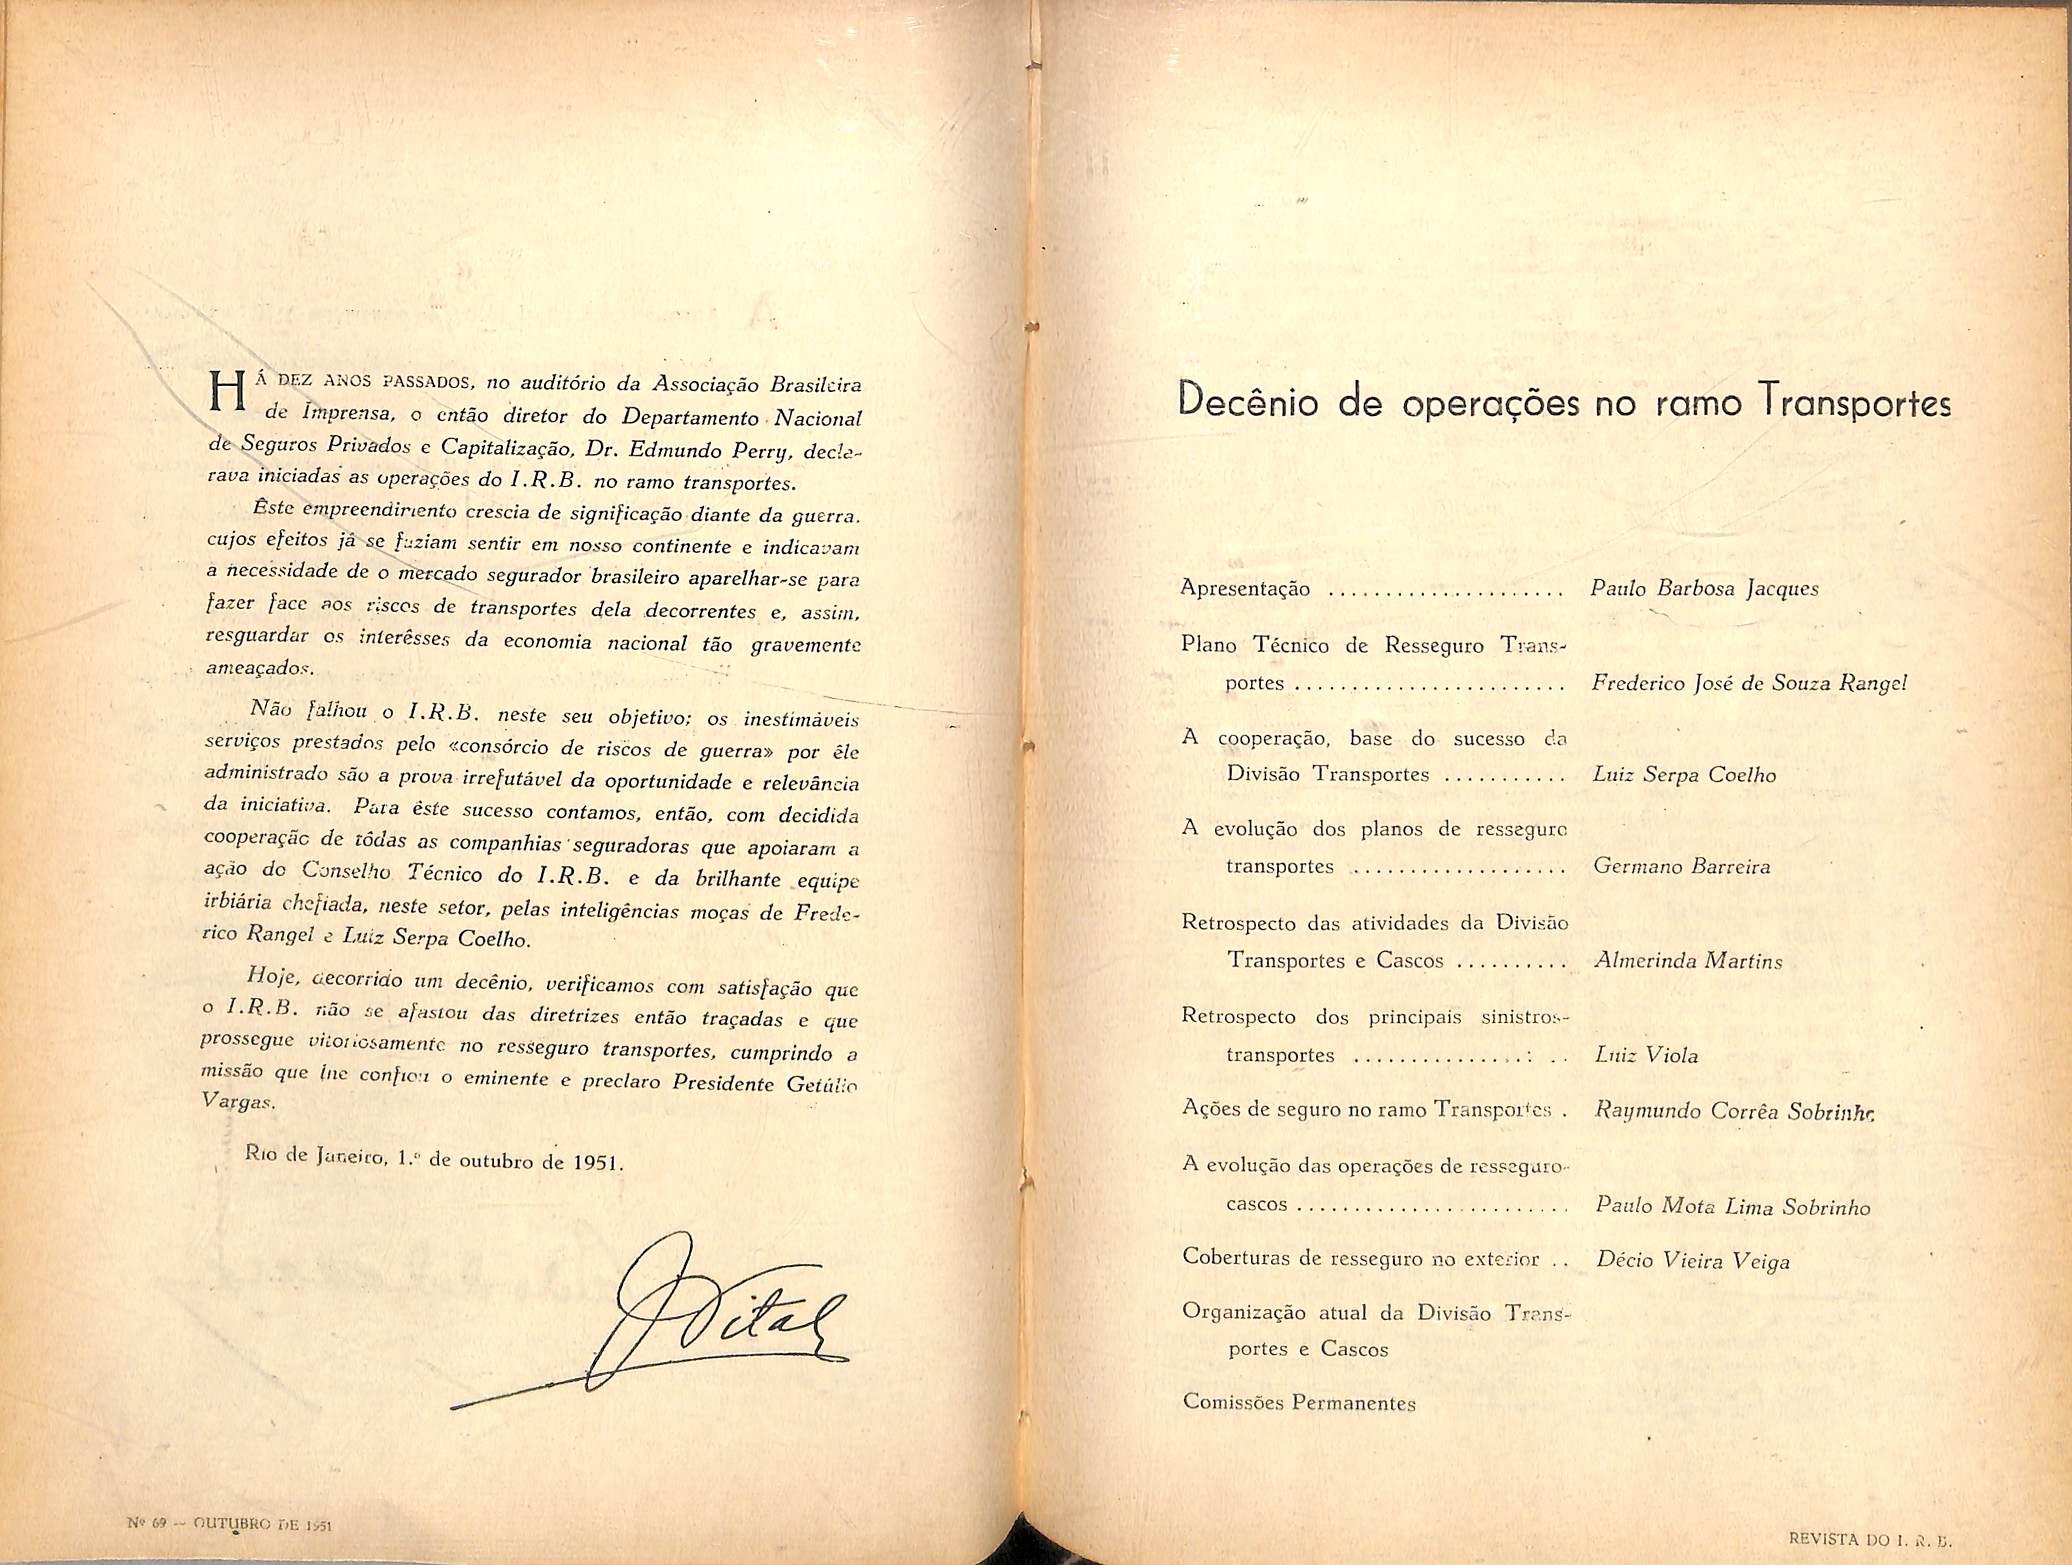 HÁ DEZ ANOS PASSADOS, no auditório da Associação Brasileira
de Imprensa, o então diretor do Departamento Nacional
de Seguros Privados e Capitalização, Dr. Edmundo Perry, decla-
rava iniciadas as operações do I.R.B. no ramo transportes.
Êste empreendimento crescia de significação diante da guerra,
cujos efeitos já se faziam sentir em nosso continente e indicavam
a necessidade de o mercado segurador brasileiro aparelhar-se para
fazer face aos riscos de transportes dela decorrentes e, assim,
resguardar os interêsses da economia nacional tão gravemente
ameaçados.
Não falhou o I.R.B. neste seu objetivo; os inestimáveis
serviços prestados pelo «consórcio de riscos de guerra» por êle
administrado são a prova irrefutável da oportunidade e relevância
da iniciativa. Para êste sucesso contamos, então, com decidida
cooperação de tôdas as companhias seguradoras que apoiaram a
ação do Conselho Técnico do I.R.B. e da brilhante equipe
irbiária chefiada, neste setor, pelas inteligências moças de Frede-
rico Rangel e Luiz Serpa Coelho.
Hoje, decorrido um decênio, verificamos com satisfação que
o I.R.B. não se afastou das diretrizes então traçadas e que
prossegue vitoriosamente no resseguro transportes, cumprindo a
missão que lhe confiou o eminente e preclaro Presidente Getúlio
Vargas.
Rio de Janeiro, 1.º de outubro de 1951.
Vital
Nº 69 — OUTUBRO DE 1951
Decênio de operações no ramo Transportes
Apresentação ..................... Paulo Barbosa Jacques
Plano Técnico de Resseguro Trans-
portes ........................ Frederico José de Souza Rangel
A cooperação, base do sucesso da
Divisão Transportes ........... Luiz Serpa Coelho
A evolução dos planos de resseguro
transportes ................... Germano Barreira
Retrospecto das atividades da Divisão
Transportes e Cascos .......... Almerinda Martins
Retrospecto dos principais sinistros-
transportes ................... Luiz Viola
Ações de seguro no ramo Transportes . Raymundo Corrêa Sobrinho
A evolução das operações de resseguro-
cascos ........................ Paulo Mota Lima Sobrinho
Coberturas de resseguro no exterior .. Décio Vieira Veiga
Organização atual da Divisão Trans-
portes e Cascos
Comissões Permanentes
REVISTA DO I. R. B.